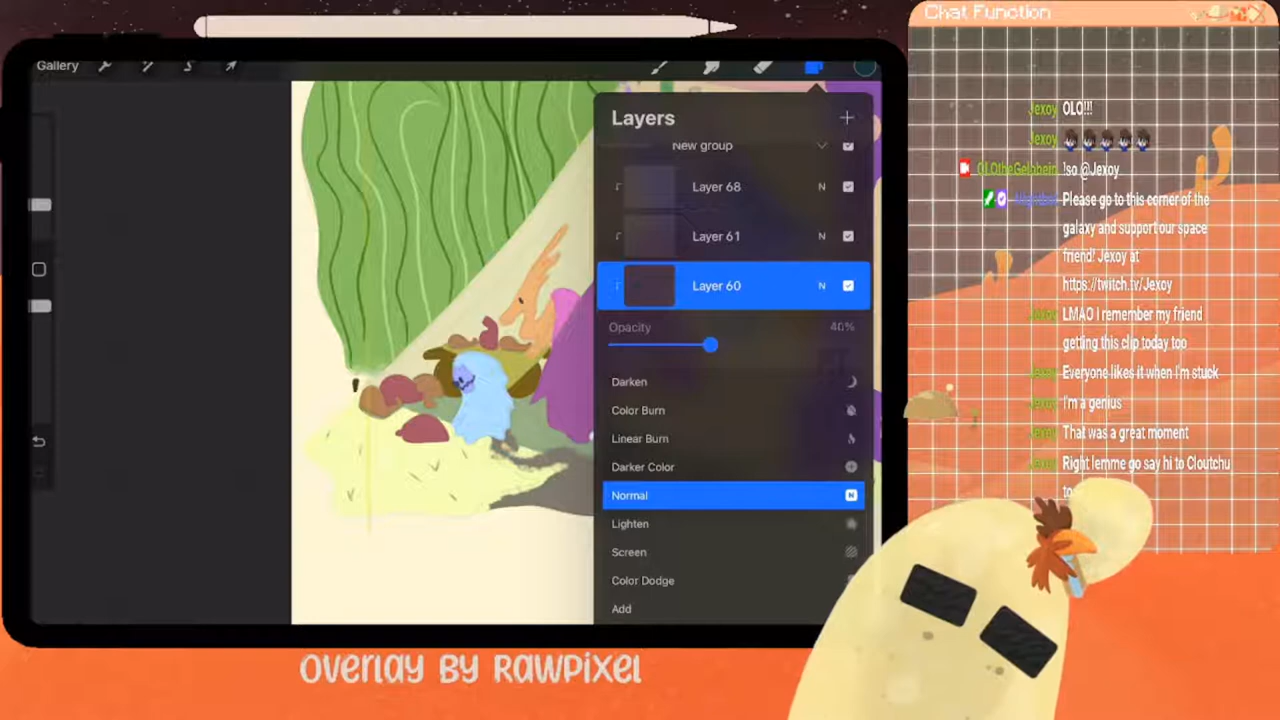 Gallery
Layers
New group
Layer 68 N
Layer 61 N
Layer 60 N
Opacity 40%
Darken
Color Burn
Linear Burn
Darker Color
Normal N
Lighten
Screen
Color Dodge
Add
Overlay by Rawpixel
Chat Function
Jexoy OLO!!!
Jexoy
!so @Jexoy
Please go to this corner of the
galaxy and support our space
friend! Jexoy at
https://twitch.tv/Jexoy
Jexoy LMAO I remember my friend
getting this clip today too
Jexoy Everyone likes it when I'm stuck
Jexoy I'm a genius
Jexoy That was a great moment
Jexoy Right lemme go say hi to Cloutchu